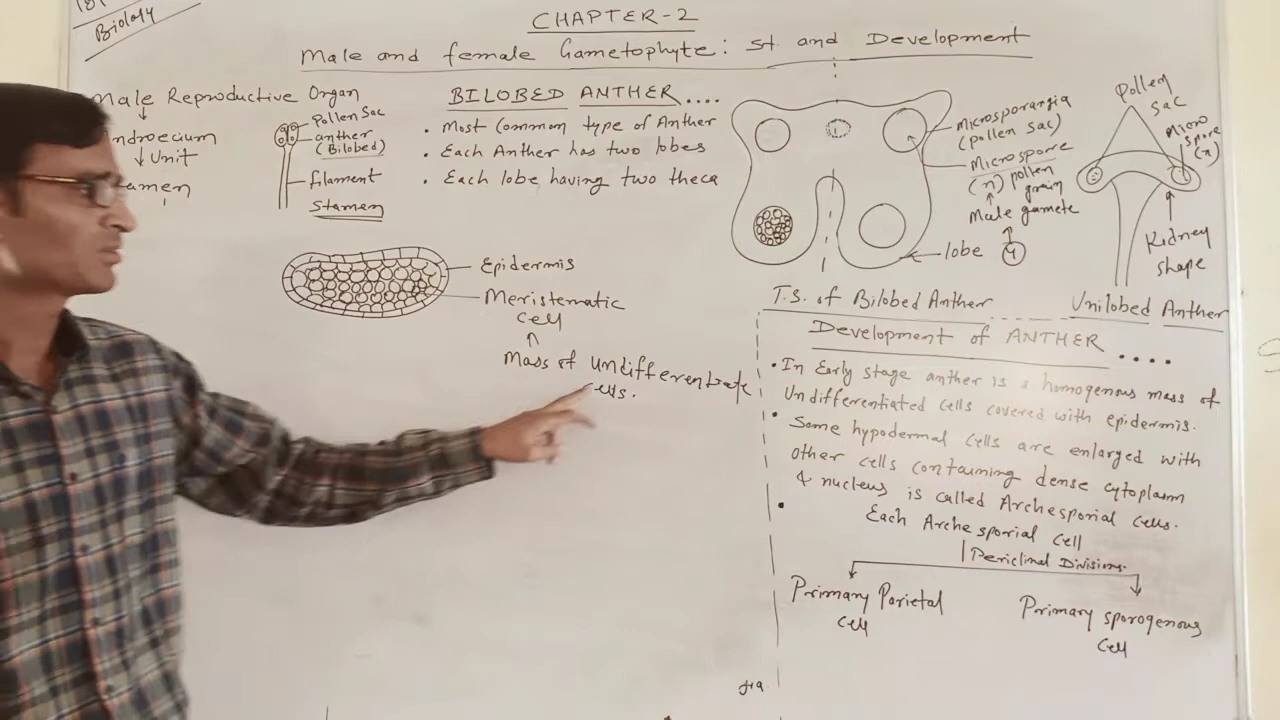 Biology
CHAPTER-2
Male and female Gametophyte: st and Development
Male Reproductive Organ
ndroecium
Unit
amen
Pollen Sac
anther
(Bilobed)
filament
Stamen
BILOBED ANTHER....
• Most Common type of Anther
• Each Anther has two lobes
• Each lobe having two theca
Epidermis
Meristematic
Cell
Mass of Undifferentiate
Cells.
Microsporangia
(pollen sac)
Microspore
(n) pollen
grain
Male gamete
4
lobe
T.S. of Bilobed Anther
Pollen
Sac
Micro
spore
(n)
Kidney
shape
Unilobed Anther
Development of ANTHER ....
• In Early stage anther is a homogenous mass of
Undifferentiated cells covered with epidermis.
• Some hypodermal cells are enlarged with
other cells containing dense cytoplasm
& nucleus is called Archesporial cells.
• Each Archesporial Cell
Periclinal Divisions.
Primary Parietal
Cell
Primary sporogenous
Cell